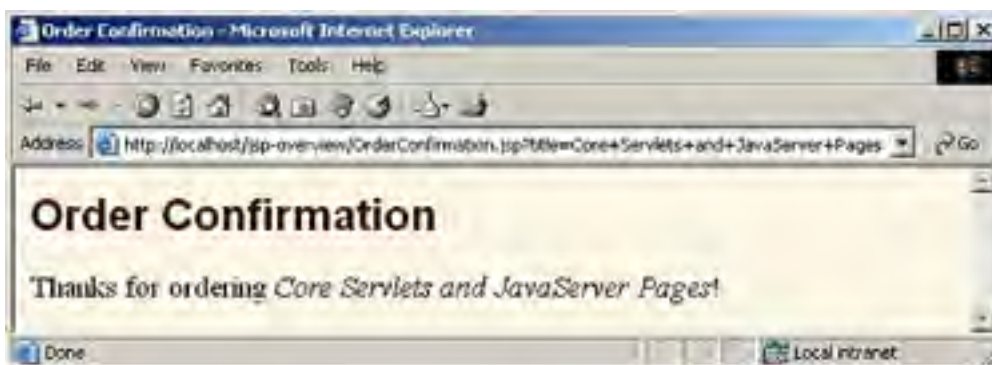 Order Confirmation - Microsoft Internet Explorer
File Edit View Favorites Tools Help
Address http://localhost/jsp-overview/OrderConfirmation.jsp?title=Core+Servlets+and+JavaServer+Pages Go
Order Confirmation
Thanks for ordering Core Servlets and JavaServer Pages!
Done Local intranet